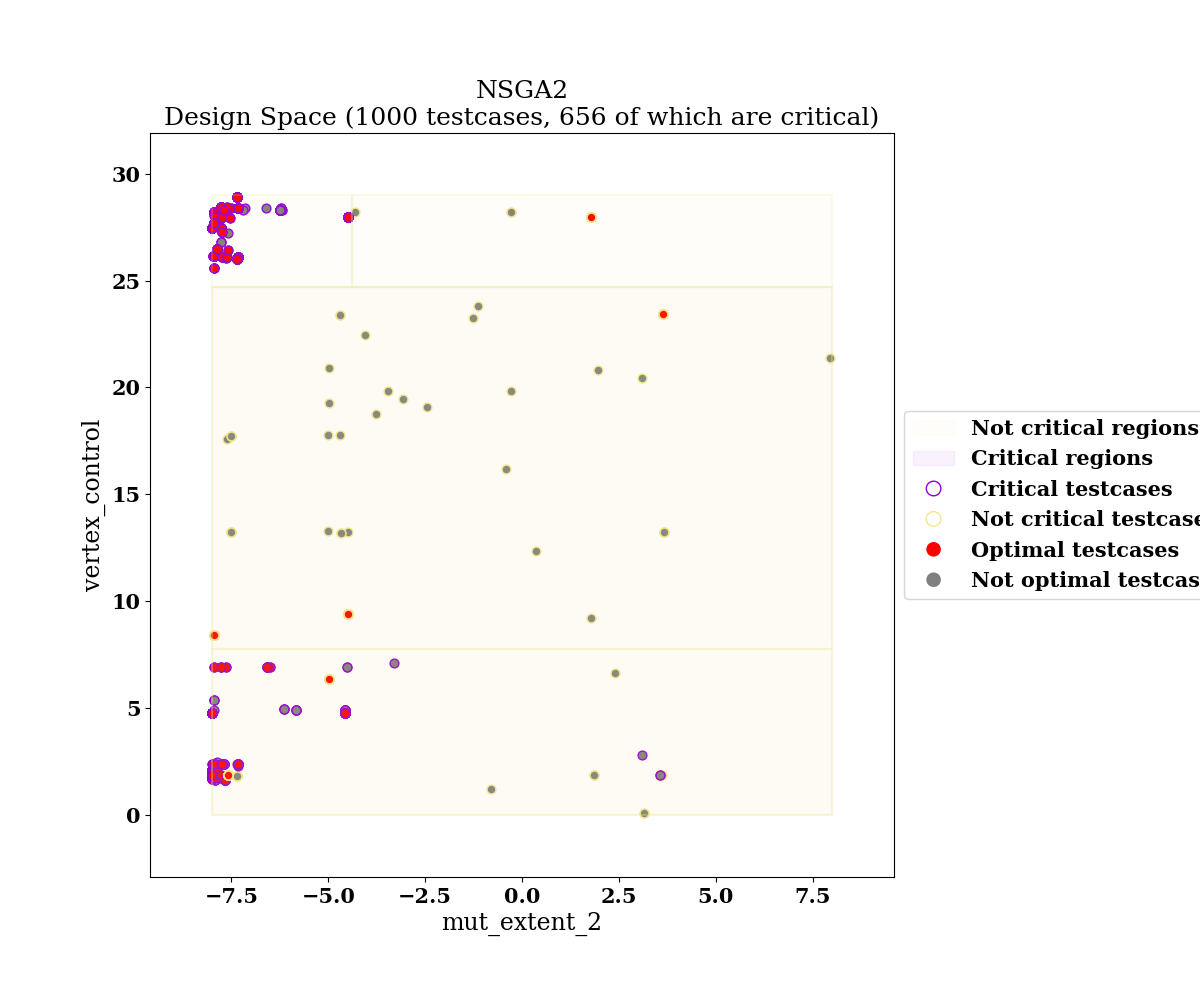 NSGA2
Design Space (1000 testcases, 656 of which are critical)
30
25
20
15
10
5
0
vertex_control
−7.5
−5.0
−2.5
0.0
2.5
5.0
7.5
mut_extent_2
Not critical regions
Critical regions
Critical testcases
Not critical testcase
Optimal testcases
Not optimal testcas